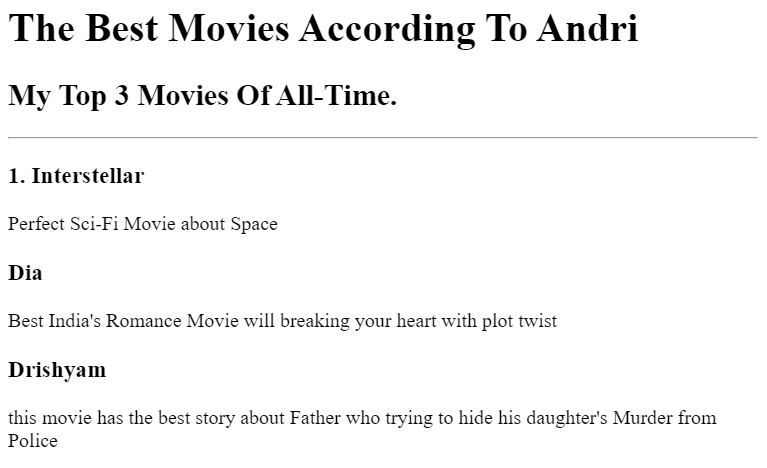 The Best Movies According To Andri
My Top 3 Movies Of All-Time.
1. Interstellar
Perfect Sci-Fi Movie about Space
Dia
Best India's Romance Movie will breaking your heart with plot twist
Drishyam
this movie has the best story about Father who trying to hide his daughter's Murder from
Police